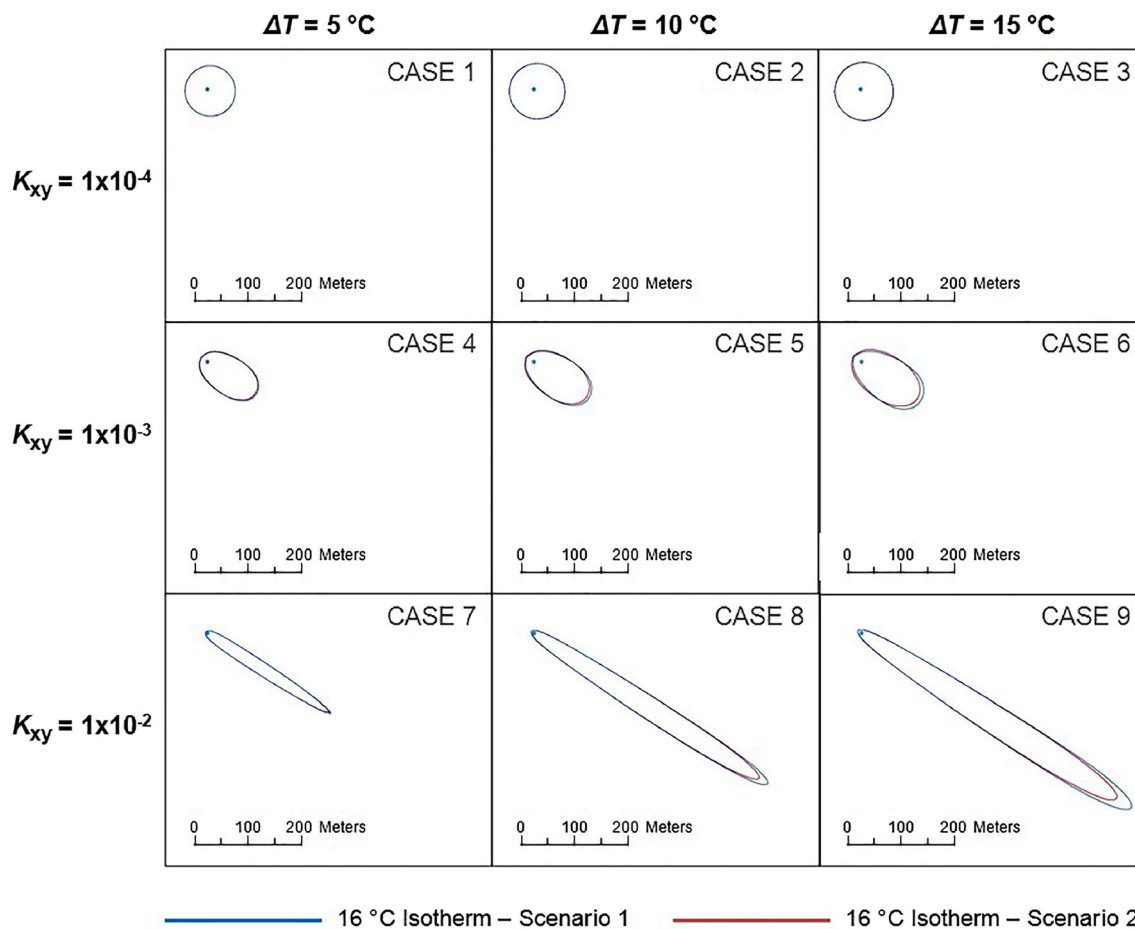 ΔT = 5 °C ΔT = 10 °C ΔT = 15 °C
CASE 1 CASE 2 CASE 3
Kxy = 1x10-4
0 100 200 Meters 0 100 200 Meters 0 100 200 Meters
CASE 4 CASE 5 CASE 6
Kxy = 1x10-3
0 100 200 Meters 0 100 200 Meters 0 100 200 Meters
CASE 7 CASE 8 CASE 9
Kxy = 1x10-2
0 100 200 Meters 0 100 200 Meters 0 100 200 Meters
16 °C Isotherm – Scenario 1 16 °C Isotherm – Scenario 2